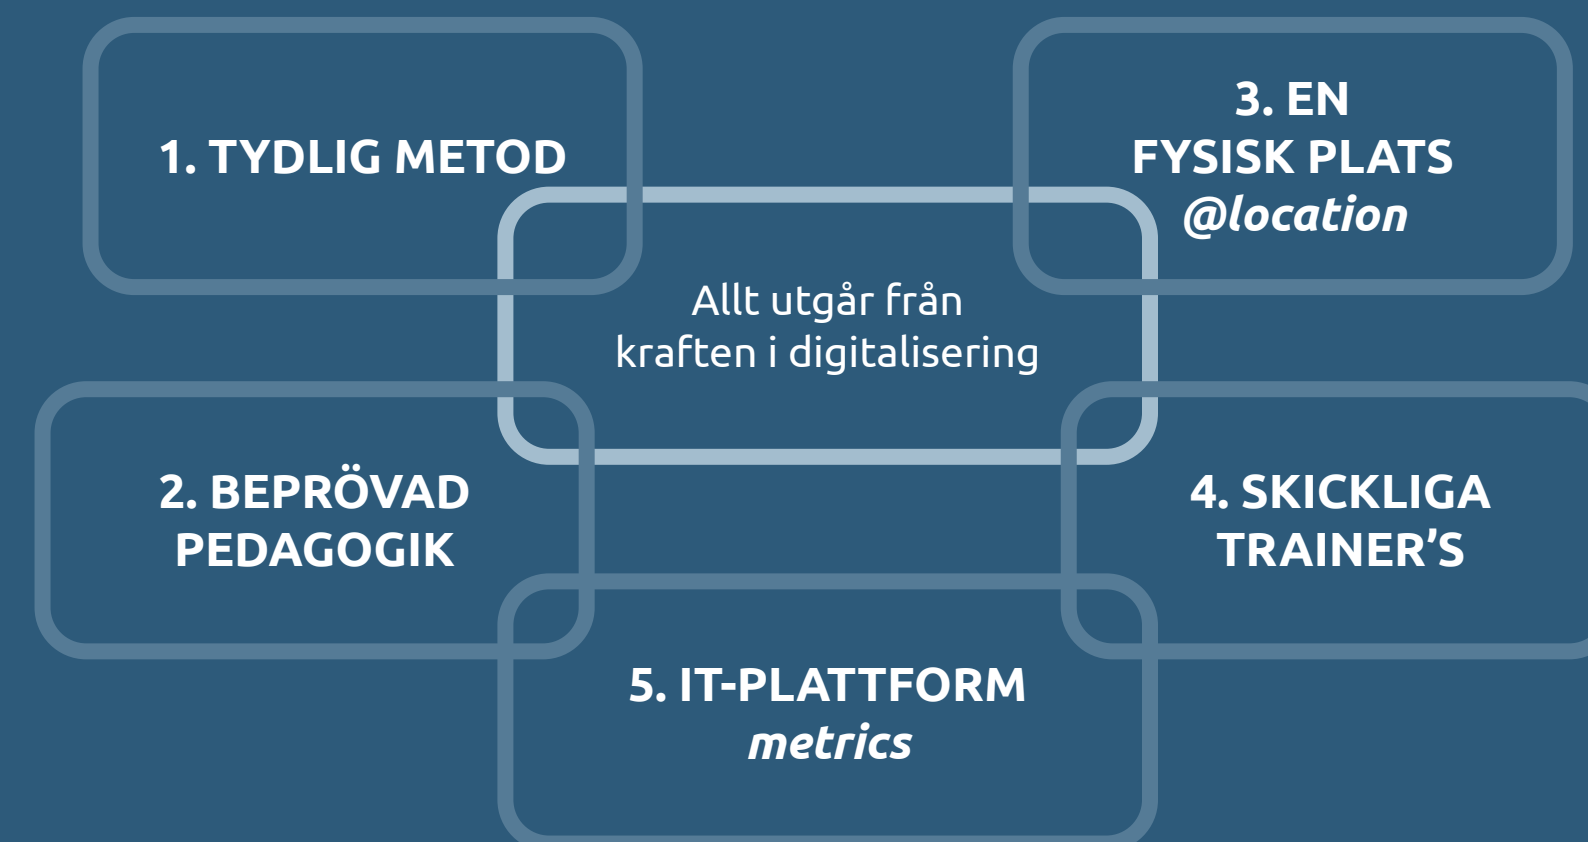 1. TYDLIG METOD
2. BEPRÖVAD
PEDAGOGIK
3. EN
FYSISK PLATS
@location
4. SKICKLIGA
TRAINER’S
5. IT-PLATTFORM
metrics
Allt utgår från
kraften i digitalisering